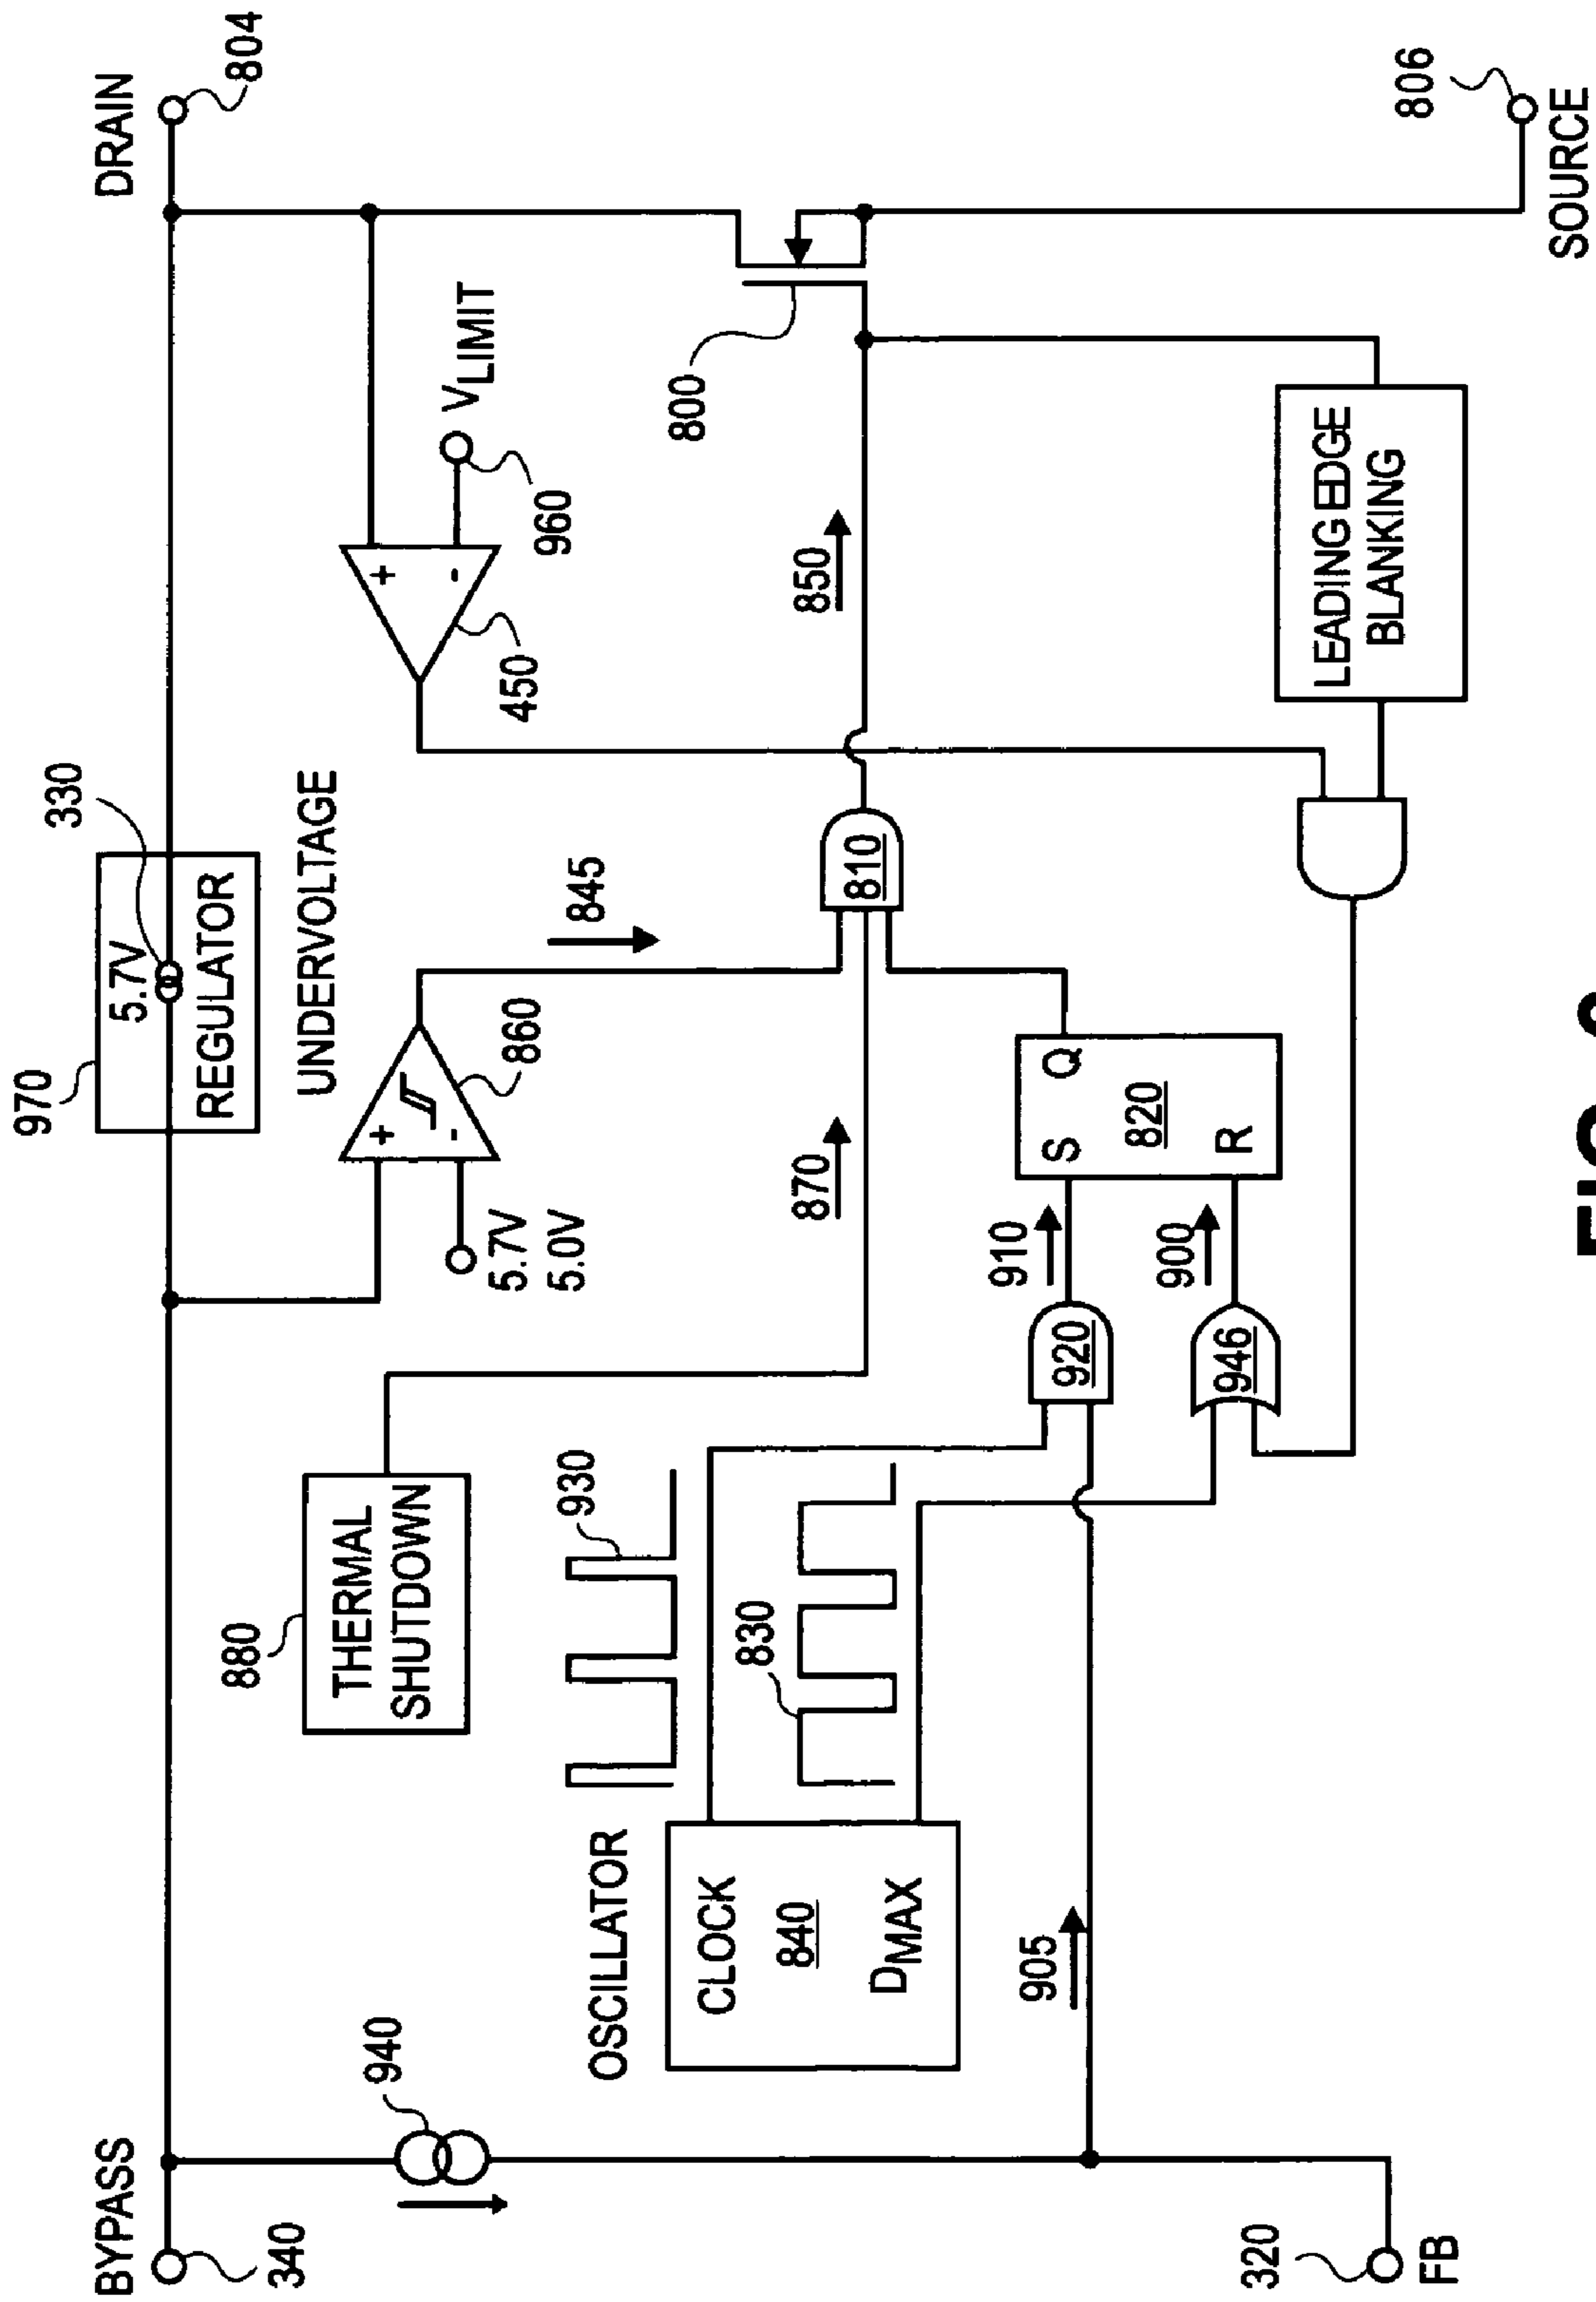 BYPASS
340
940
970
5.7V
330
REGULATOR
DRAIN
804
UNDERVOLTAGE
880
THERMAL
SHUTDOWN
+
-
860
5.7V
5.0V
845
+
-
450
VLIMIT
960
OSCILLATOR
CLOCK
840
DMAX
930
830
870
810
850
800
905
910
920
900
946
S
Q
820
R
LEADING EDGE
BLANKING
320
FB
806
SOURCE